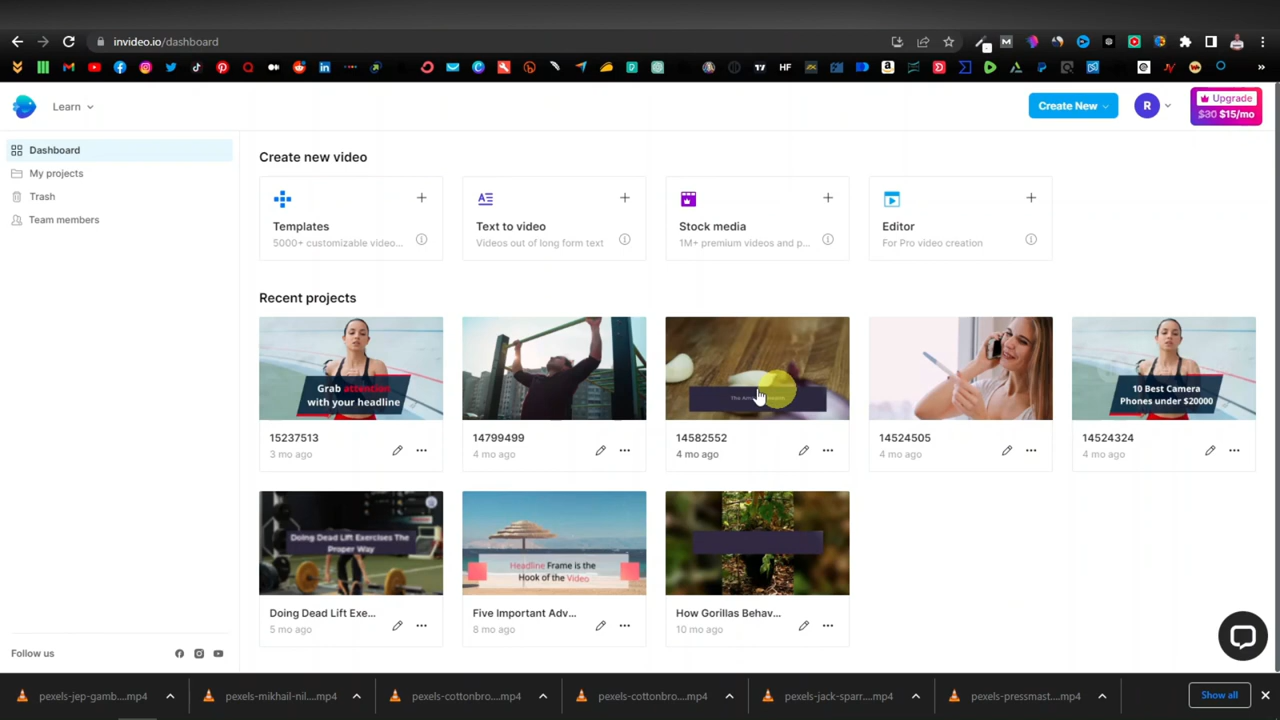 invideo.io/dashboard
Learn
Create New
R
Upgrade
$30 $15/mo
Dashboard
My projects
Trash
Team members
Create new video
Templates
5000+ customizable video...
Text to video
Videos out of long form text
Stock media
1M+ premium videos and p...
Editor
For Pro video creation
Recent projects
Grab attention
with your headline
10 Best Camera
Phones under $20000
15237513
3 mo ago
14799499
4 mo ago
14582552
4 mo ago
14524505
4 mo ago
14524324
4 mo ago
Doing Dead Lift Exercises The
Proper Way
Headline Frame is the
Hook of the Video
Doing Dead Lift Exe...
5 mo ago
Five Important Adv...
8 mo ago
How Gorillas Behav...
10 mo ago
Follow us
pexels-jep-gamb....mp4
pexels-mikhail-nil....mp4
pexels-cottonbro....mp4
pexels-cottonbro....mp4
pexels-jack-sparr....mp4
pexels-pressmast....mp4
Show all